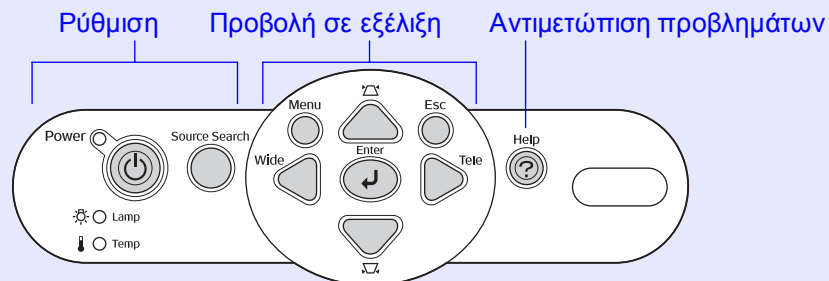 Ρύθμιση Προβολή σε εξέλιξη Αντιμετώπιση προβλημάτων
Menu Esc
Power Source Search Help
Wide Enter Tele
?
Lamp
Temp